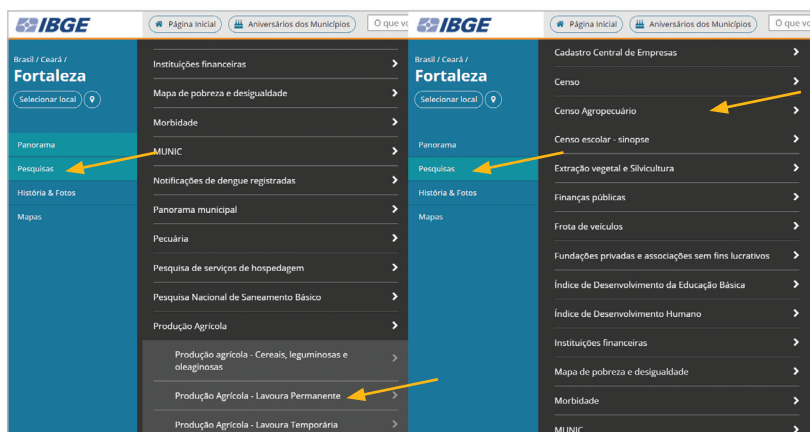 IBGE
Página Inicial
Aniversários dos Municípios
O que vo
Brasil / Ceará /
Fortaleza
Selecionar local
Panorama
Pesquisas
História & Fotos
Mapas
Instituições financeiras
Mapa de pobreza e desigualdade
Morbidade
MUNIC
Notificações de dengue registradas
Panorama municipal
Pecuária
Pesquisa de serviços de hospedagem
Pesquisa Nacional de Saneamento Básico
Produção Agrícola
Produção agrícola - Cereais, leguminosas e
oleaginosas
Produção Agrícola - Lavoura Permanente
Produção Agrícola - Lavoura Temporária
IBGE
Página Inicial
Aniversários dos Municípios
O que vo
Brasil / Ceará /
Fortaleza
Selecionar local
Panorama
Pesquisas
História & Fotos
Mapas
Cadastro Central de Empresas
Censo
Censo Agropecuário
Censo escolar - sinopse
Extração vegetal e Silvicultura
Finanças públicas
Frota de veículos
Fundações privadas e associações sem fins lucrativos
Índice de Desenvolvimento da Educação Básica
Índice de Desenvolvimento Humano
Instituições financeiras
Mapa de pobreza e desigualdade
Morbidade
MUNIC